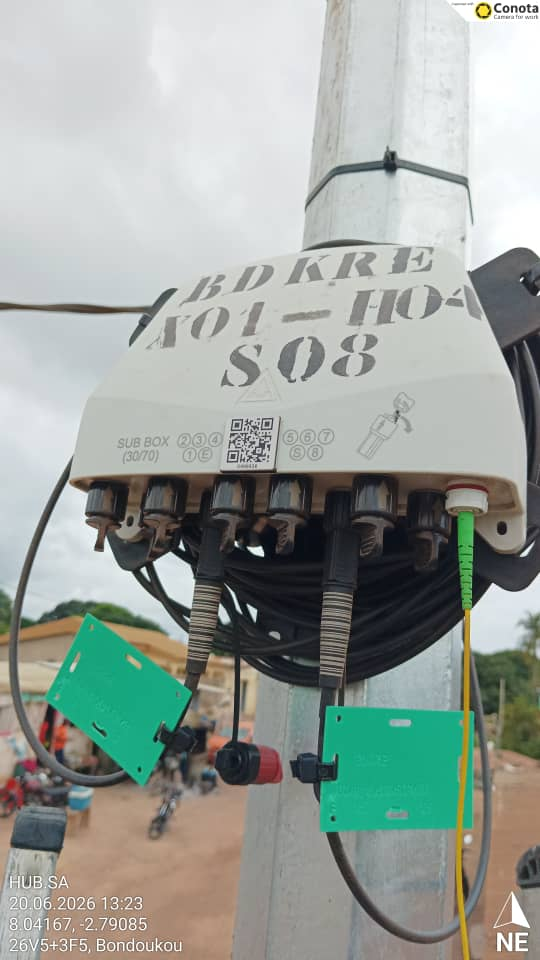 Conota
Camera for work
BDKRE
X01-H04
S08
SUB BOX
(30/70)
2 3 4
1 E
5 6 7
S 8
HUB.SA
20.06.2026 13:23
8.04167, -2.79085
26V5+3F5, Bondoukou
NE